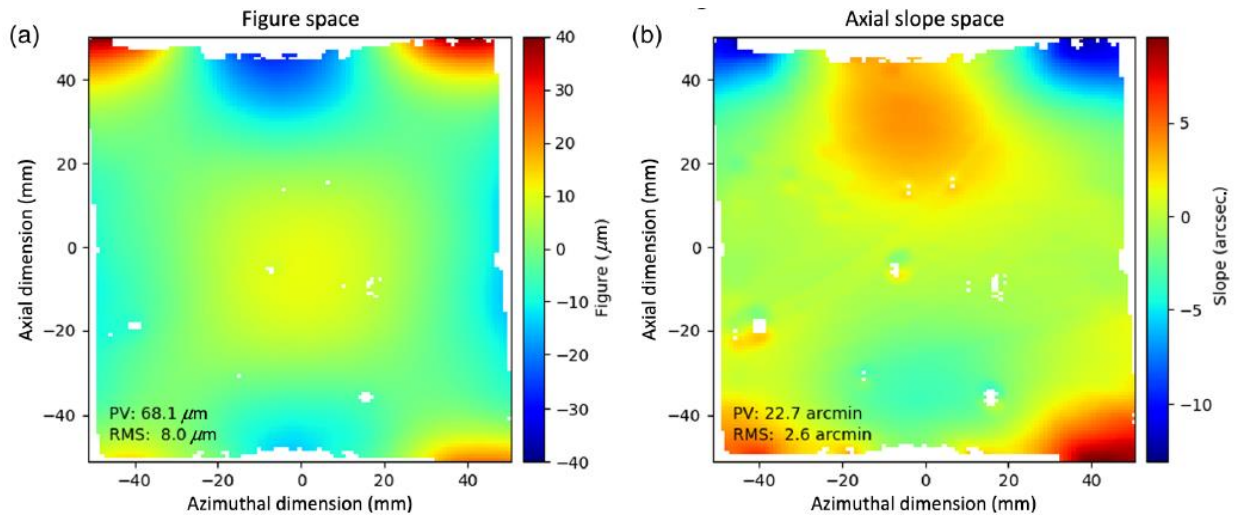 Figure space
Axial slope space
(a)
(b)
40
20
0
−20
−40
Axial dimension (mm)
−40
−20
0
20
40
Azimuthal dimension (mm)
PV: 68.1 μm
RMS: 8.0 μm
40
30
20
10
0
−10
−20
−30
−40
Figure (μm)
40
20
0
−20
−40
Axial dimension (mm)
−40
−20
0
20
40
Azimuthal dimension (mm)
PV: 22.7 arcmin
RMS: 2.6 arcmin
5
0
−5
−10
Slope (arcsec.)